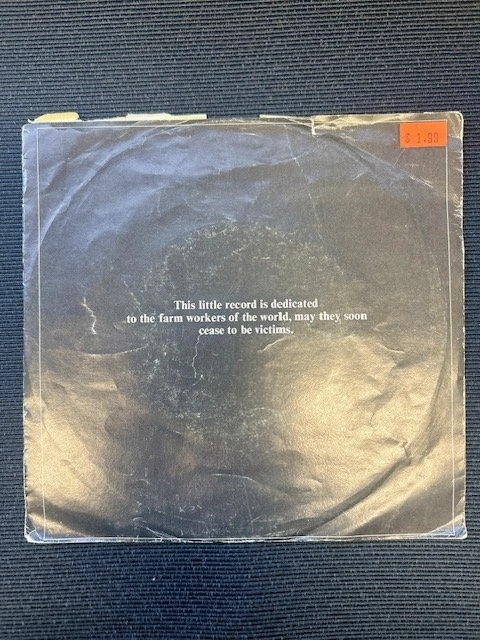 $ 1.99
This little record is dedicated
to the farm workers of the world, may they soon
cease to be victims.